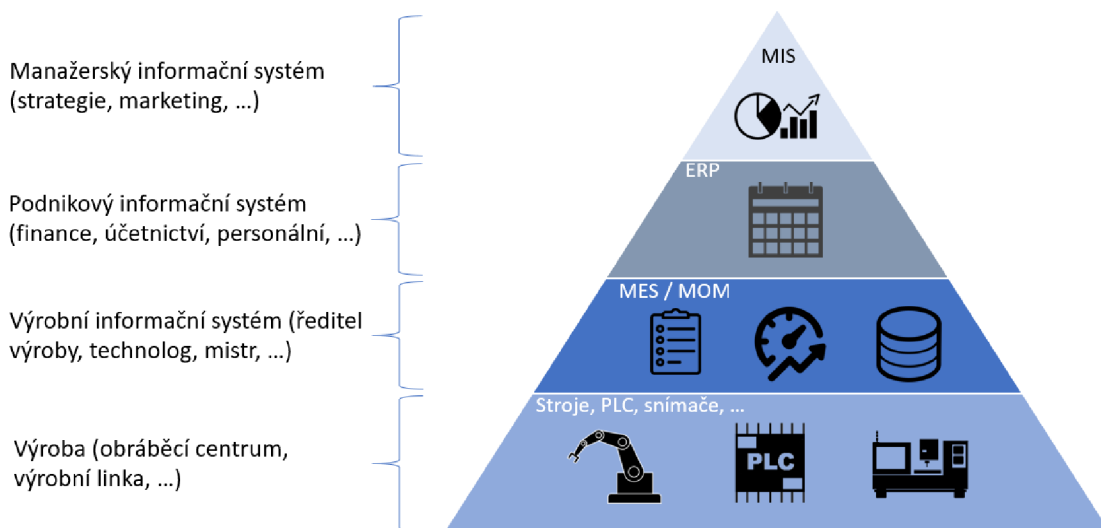 Manažerský informační systém
(strategie, marketing, …)
MIS
Podnikový informační systém
(finance, účetnictví, personální, …)
ERP
Výrobní informační systém (ředitel
výroby, technolog, mistr, …)
MES / MOM
Výroba (obráběcí centrum,
výrobní linka, …)
Stroje, PLC, snímače, …
PLC